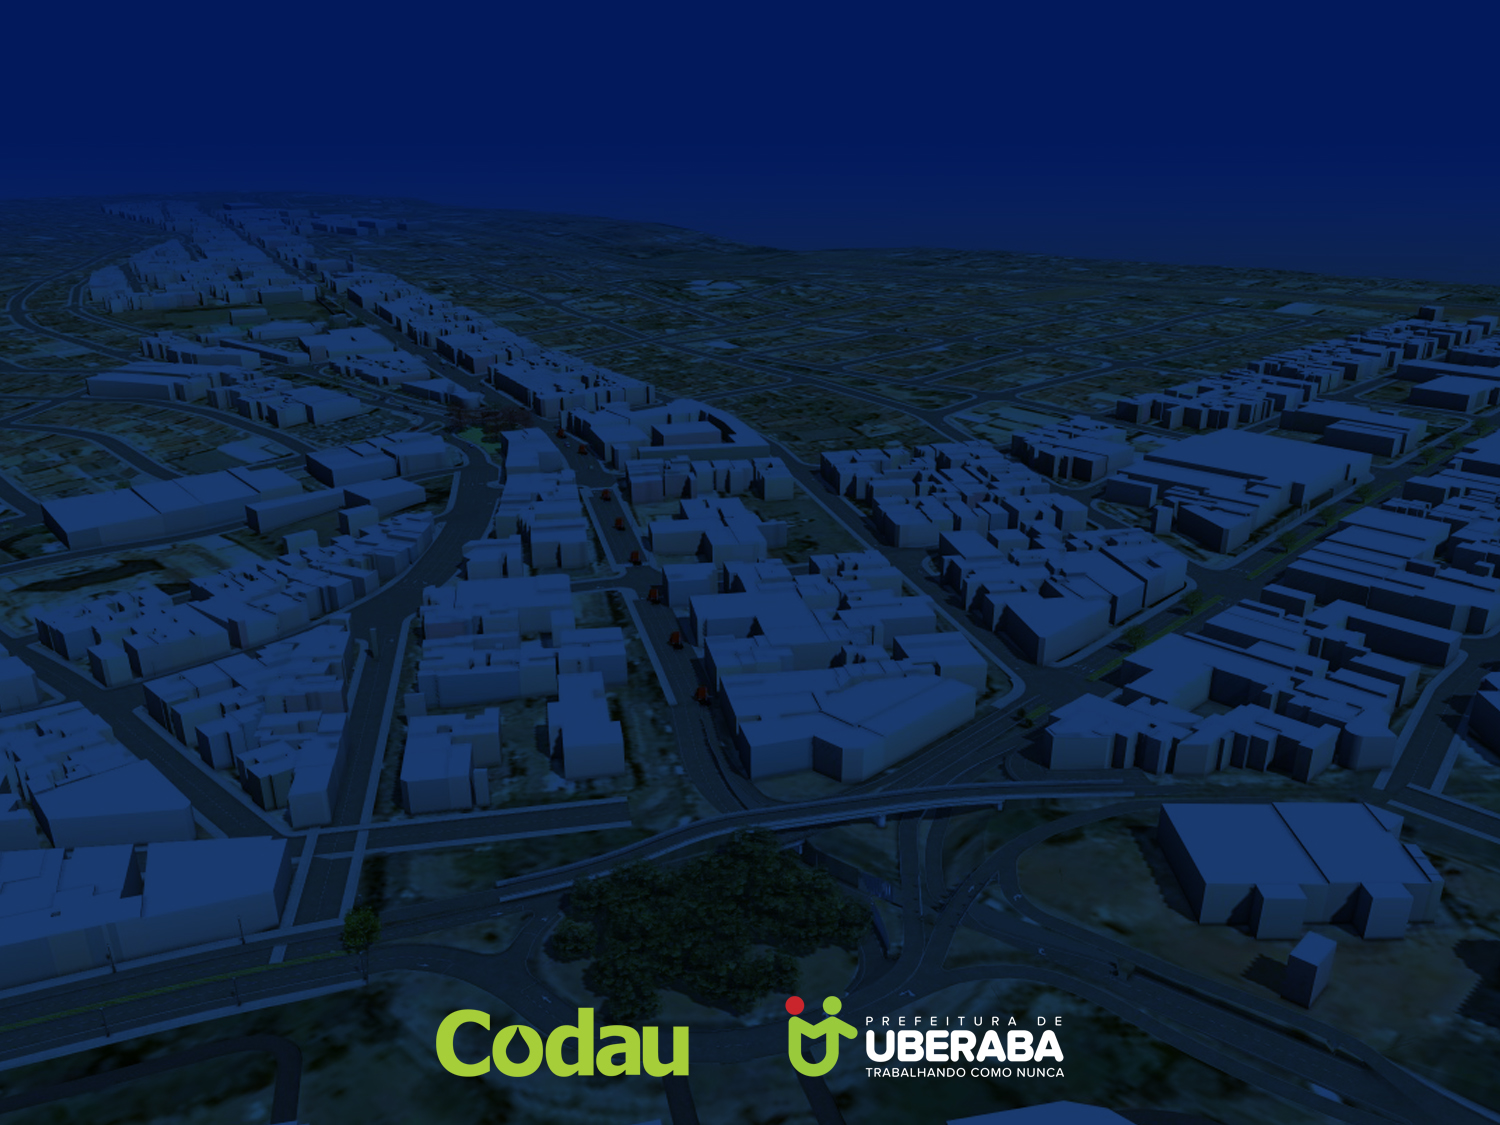 Codau
PREFEITURA DE
UBERABA
TRABALHANDO COMO NUNCA